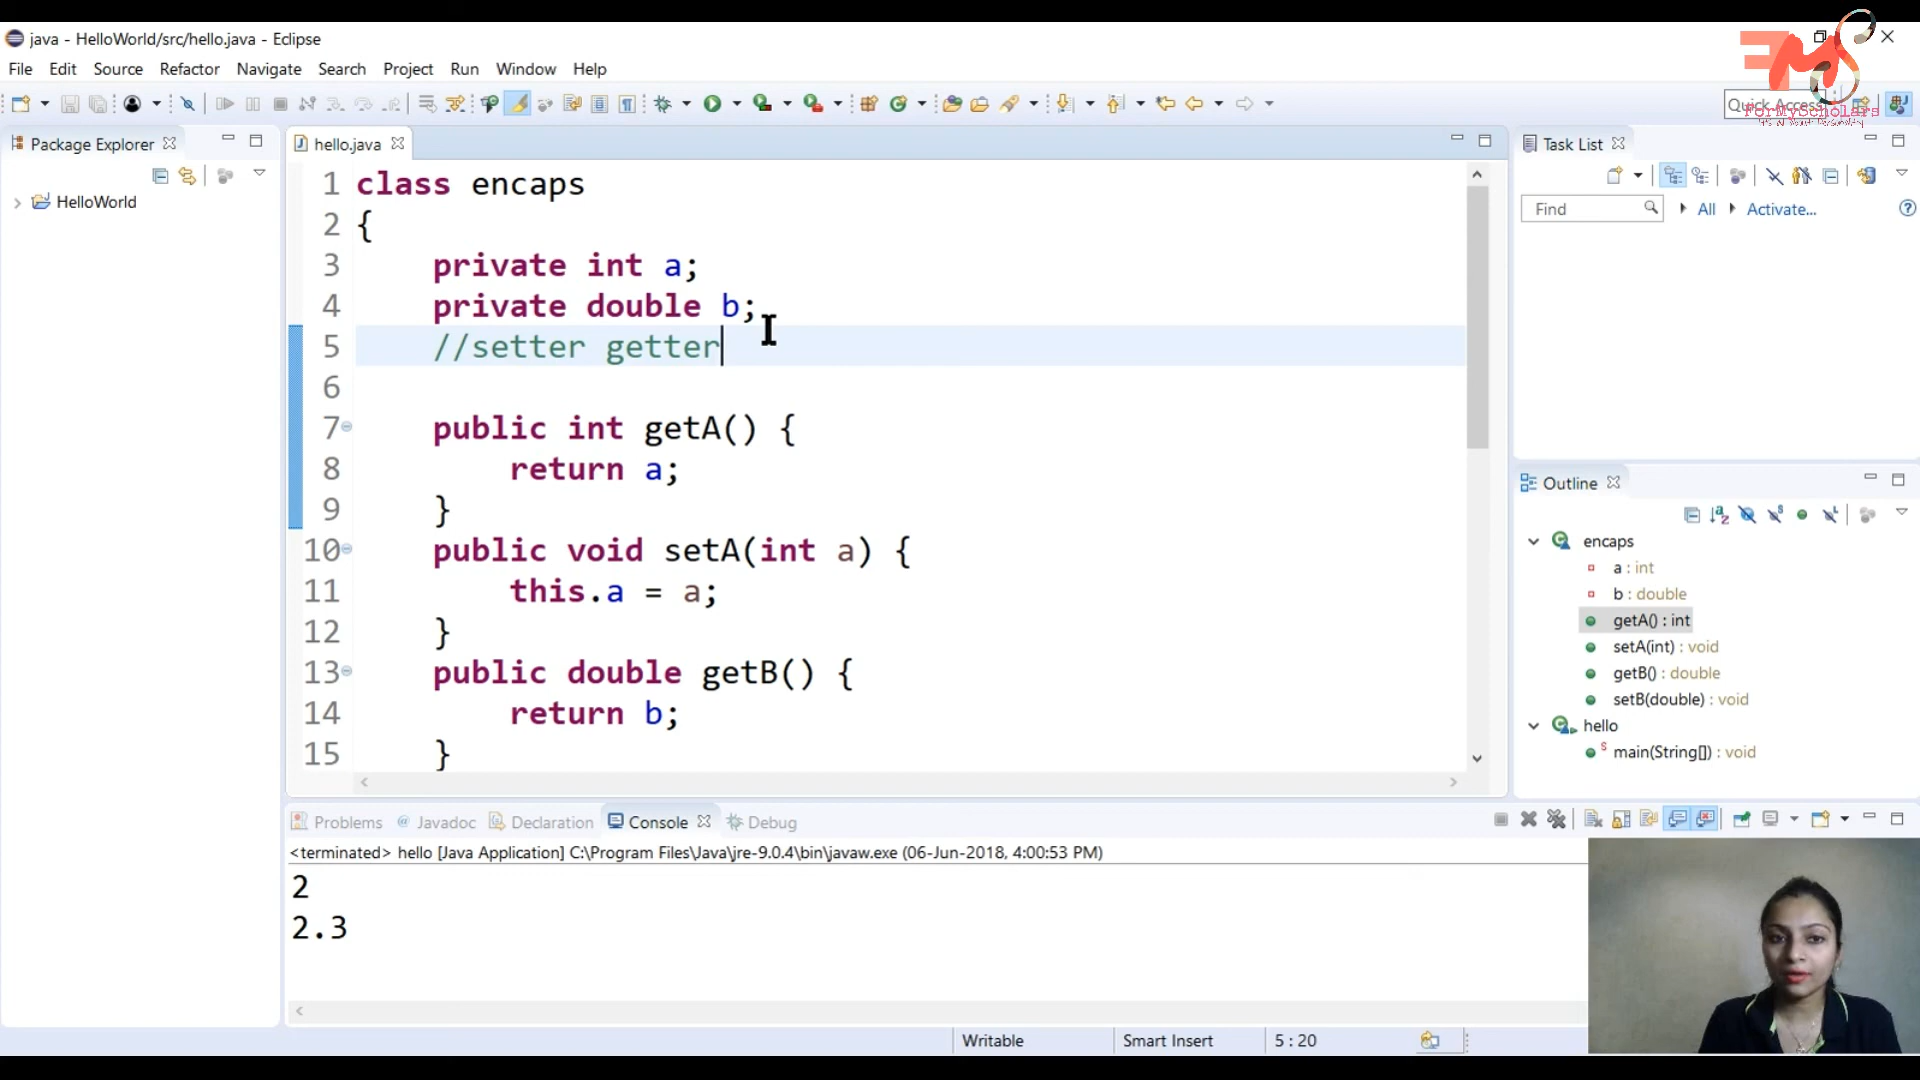 java - HelloWorld/src/hello.java - Eclipse
File Edit Source Refactor Navigate Search Project Run Window Help
Quick Access
ForMyScholars
Package Explorer
HelloWorld
hello.java
1 class encaps
2 {
3 private int a;
4 private double b;
5 //setter getter
6
7 public int getA() {
8 return a;
9 }
10 public void setA(int a) {
11 this.a = a;
12 }
13 public double getB() {
14 return b;
15 }
Task List
Find All Activate...
Outline
encaps
a : int
b : double
getA() : int
setA(int) : void
getB() : double
setB(double) : void
hello
main(String[]) : void
Problems Javadoc Declaration Console Debug
<terminated> hello [Java Application] C:\Program Files\Java\jre-9.0.4\bin\javaw.exe (06-Jun-2018, 4:00:53 PM)
2
2.3
Writable Smart Insert 5 : 20